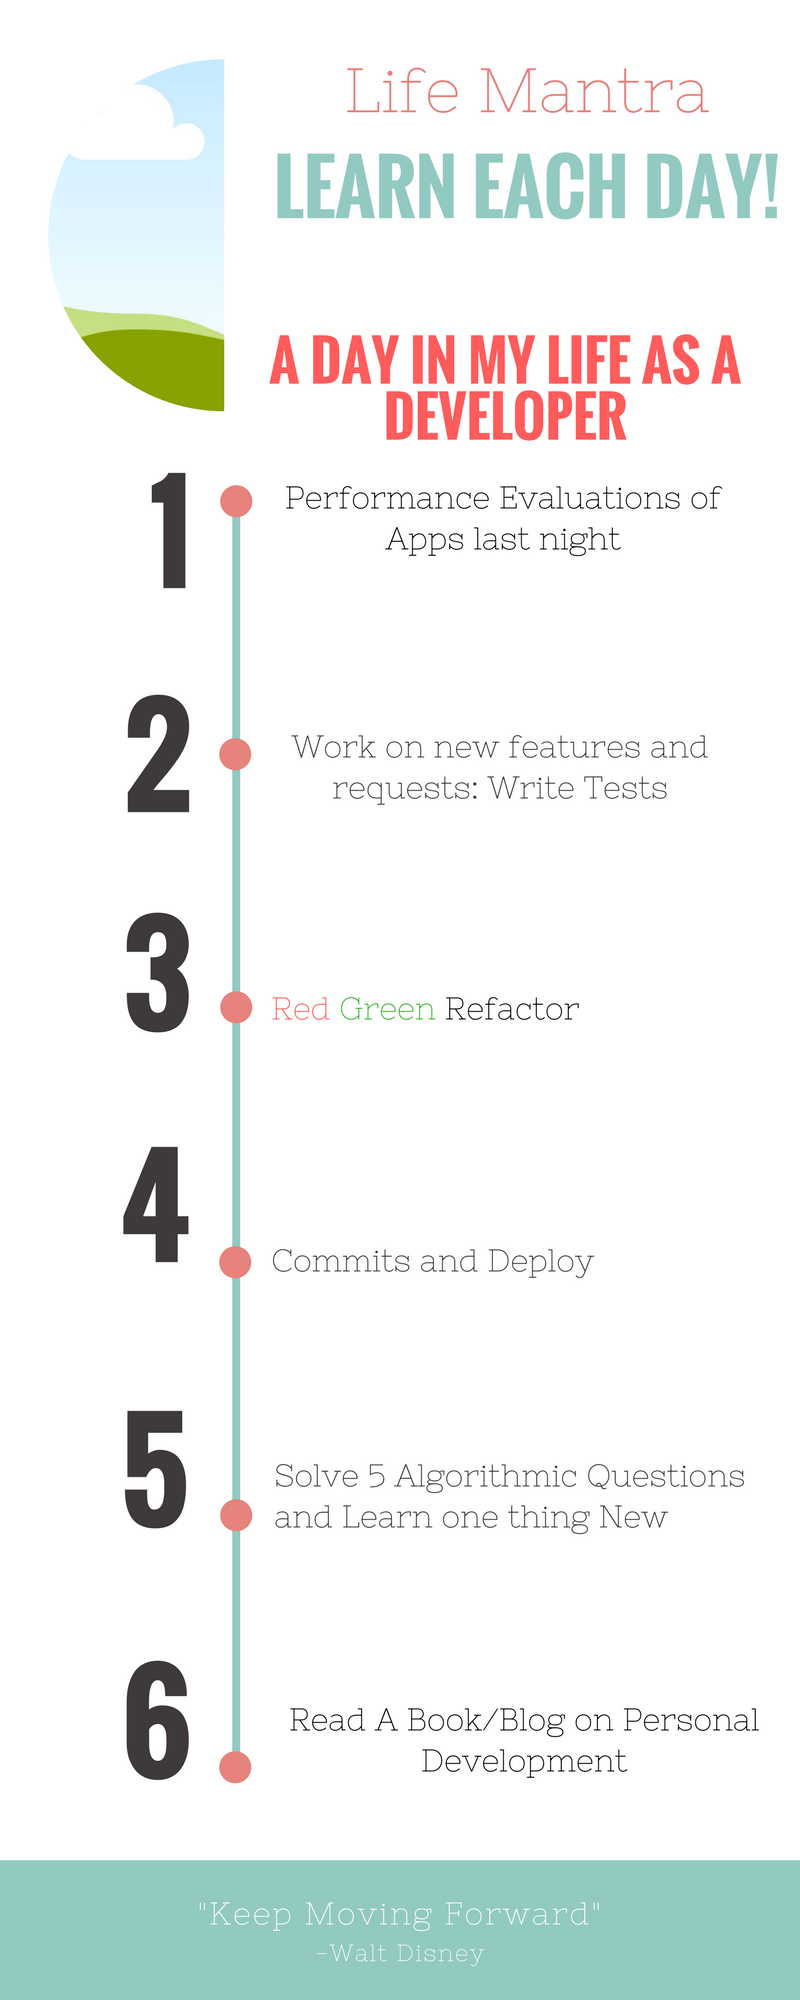 Life Mantra
LEARN EACH DAY!
A DAY IN MY LIFE AS A
DEVELOPER
1
Performance Evaluations of
Apps last night
2
Work on new features and
requests: Write Tests
3
Red Green Refactor
4
Commits and Deploy
5
Solve 5 Algorithmic Questions
and Learn one thing New
6
Read A Book/Blog on Personal
Development
"Keep Moving Forward"
-Walt Disney